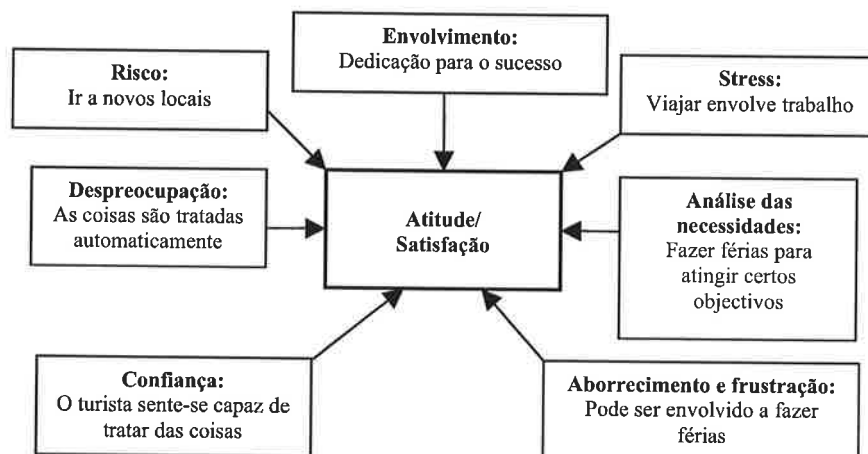 Envolvimento:
Dedicação para o sucesso
Risco:
Ir a novos locais
Stress:
Viajar envolve trabalho
Despreocupação:
As coisas são tratadas
automaticamente
Atitude/
Satisfação
Análise das
necessidades:
Fazer férias para
atingir certos
objectivos
Confiança:
O turista sente-se capaz de
tratar das coisas
Aborrecimento e frustração:
Pode ser envolvido a fazer
férias